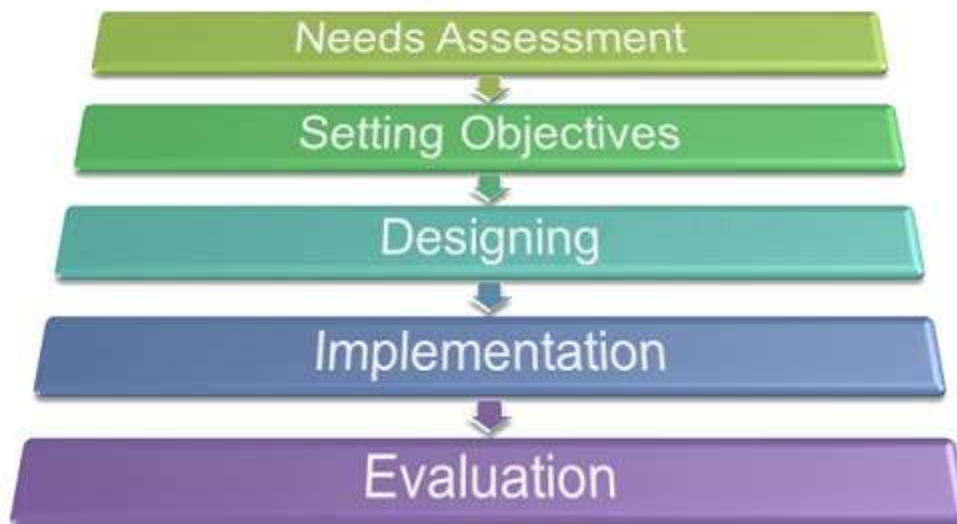 Needs Assessment
Setting Objectives
Designing
Implementation
Evaluation